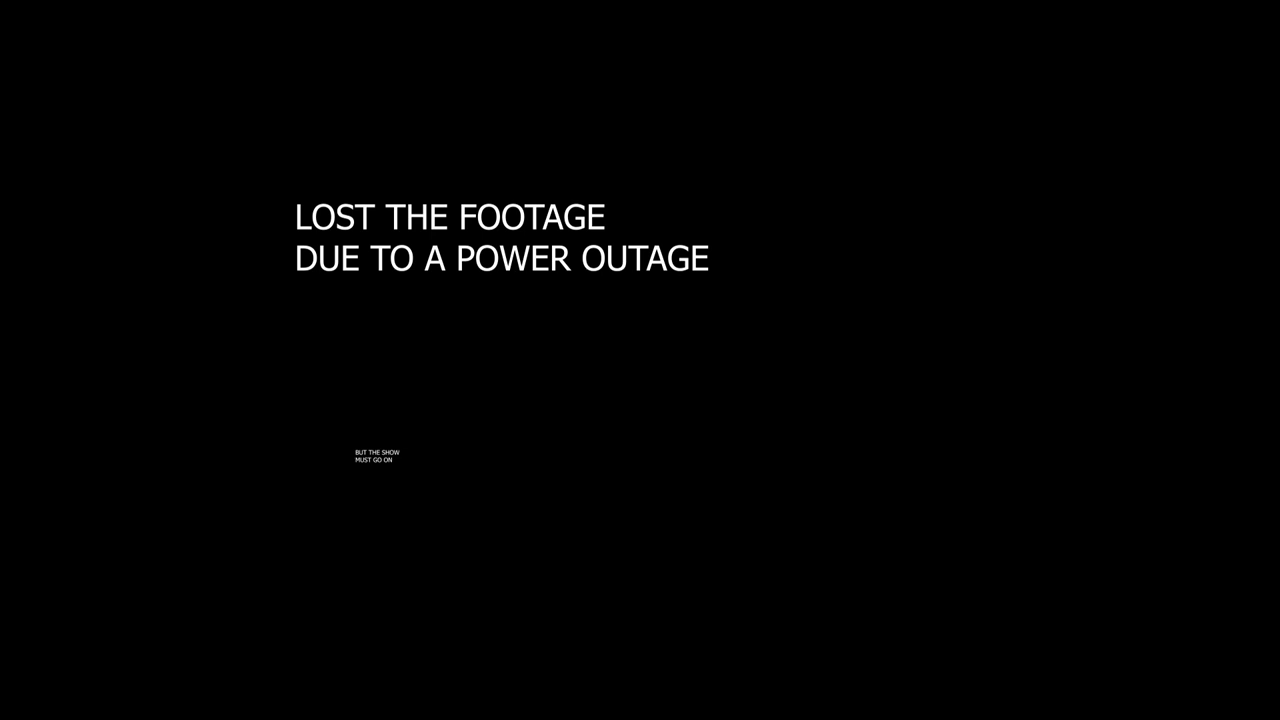 LOST THE FOOTAGE
DUE TO A POWER OUTAGE
BUT THE SHOW
MUST GO ON